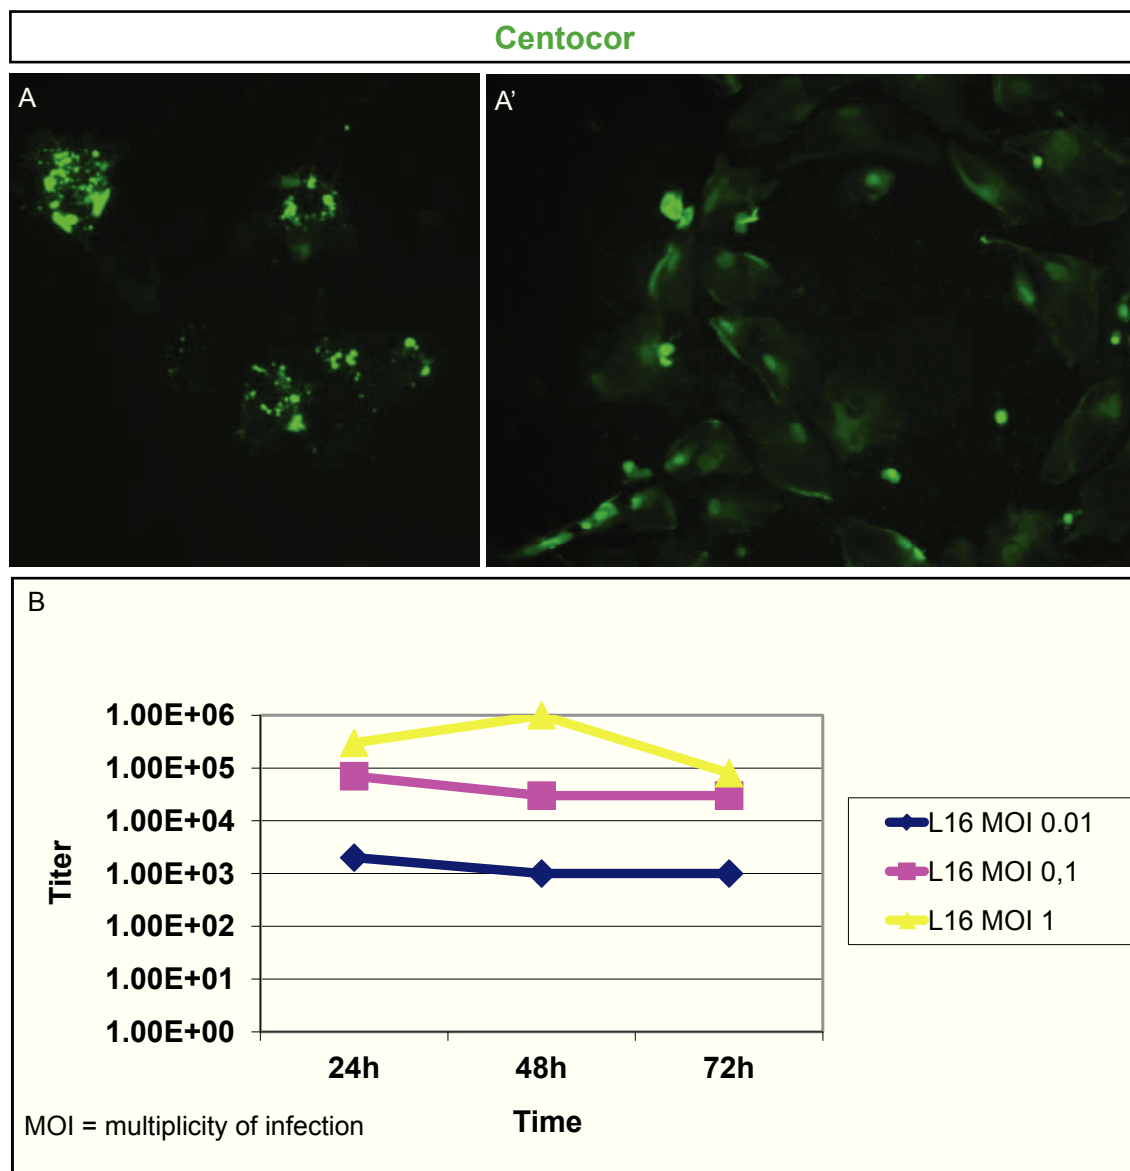 Centocor
A
A’
B
1.00E+06
1.00E+05
1.00E+04
1.00E+03
1.00E+02
1.00E+01
1.00E+00
Titer
24h 48h 72h
Time
L16 MOI 0.01
L16 MOI 0,1
L16 MOI 1
MOI = multiplicity of infection